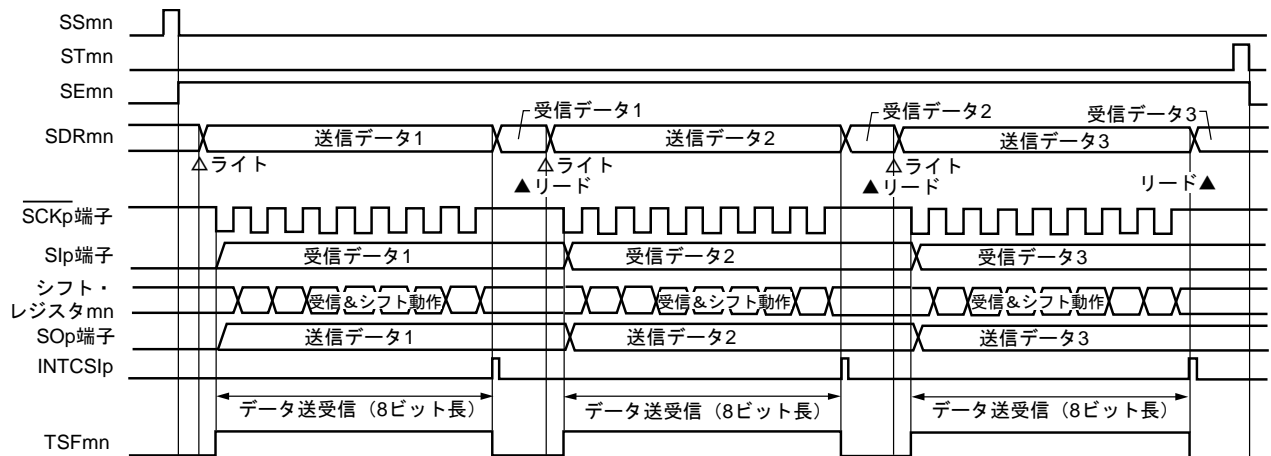 SSmn
STmn
SEmn
受信データ1
受信データ2
受信データ3
SDRmn
送信データ1
送信データ2
送信データ3
△ライト
△ライト
△ライト
▲リード
▲リード
リード▲
SCKp端子
SIp端子
受信データ1
受信データ2
受信データ3
シフト・
レジスタmn
受信&シフト動作
受信&シフト動作
受信&シフト動作
SOp端子
送信データ1
送信データ2
送信データ3
INTCSIp
データ送受信（8ビット長）
データ送受信（8ビット長）
データ送受信（8ビット長）
TSFmn